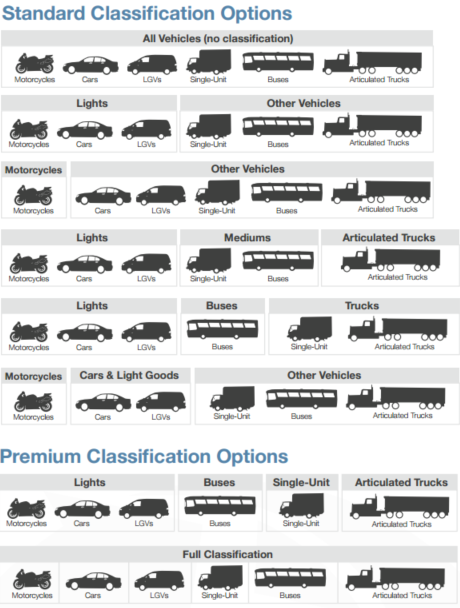 Standard Classification Options
All Vehicles (no classification)
Motorcycles Cars LGVs Single-Unit Buses Articulated Trucks
Lights Other Vehicles
Motorcycles Cars LGVs Single-Unit Buses Articulated Trucks
Motorcycles Other Vehicles
Motorcycles Cars LGVs Single-Unit Buses Articulated Trucks
Lights Mediums Articulated Trucks
Motorcycles Cars LGVs Single-Unit Buses Articulated Trucks
Lights Buses Trucks
Motorcycles Cars LGVs Buses Single-Unit Articulated Trucks
Motorcycles Cars & Light Goods Other Vehicles
Motorcycles Cars LGVs Single-Unit Buses Articulated Trucks
Premium Classification Options
Lights Buses Single-Unit Articulated Trucks
Motorcycles Cars LGVs Buses Single-Unit Articulated Trucks
Full Classification
Motorcycles Cars LGVs Single-Unit Buses Articulated Trucks